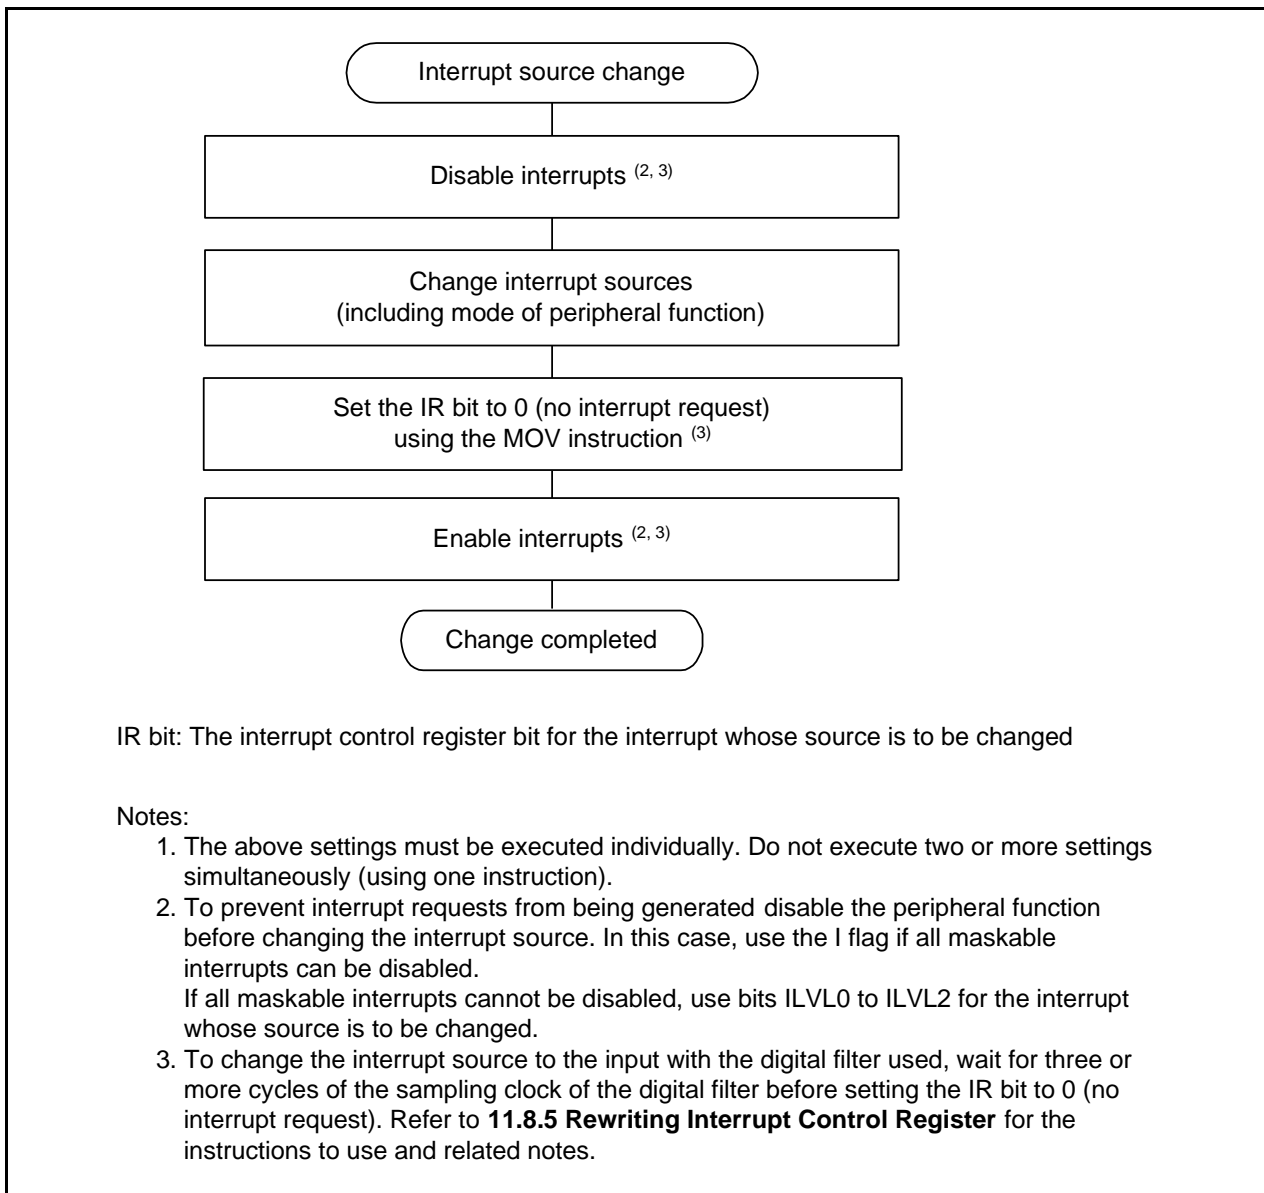 Interrupt source change
Disable interrupts (2, 3)
Change interrupt sources
(including mode of peripheral function)
Set the IR bit to 0 (no interrupt request)
using the MOV instruction (3)
Enable interrupts (2, 3)
Change completed
IR bit: The interrupt control register bit for the interrupt whose source is to be changed
Notes:
1. The above settings must be executed individually. Do not execute two or more settings
simultaneously (using one instruction).
2. To prevent interrupt requests from being generated disable the peripheral function
before changing the interrupt source. In this case, use the I flag if all maskable
interrupts can be disabled.
If all maskable interrupts cannot be disabled, use bits ILVL0 to ILVL2 for the interrupt
whose source is to be changed.
3. To change the interrupt source to the input with the digital filter used, wait for three or
more cycles of the sampling clock of the digital filter before setting the IR bit to 0 (no
interrupt request). Refer to 11.8.5 Rewriting Interrupt Control Register for the
instructions to use and related notes.